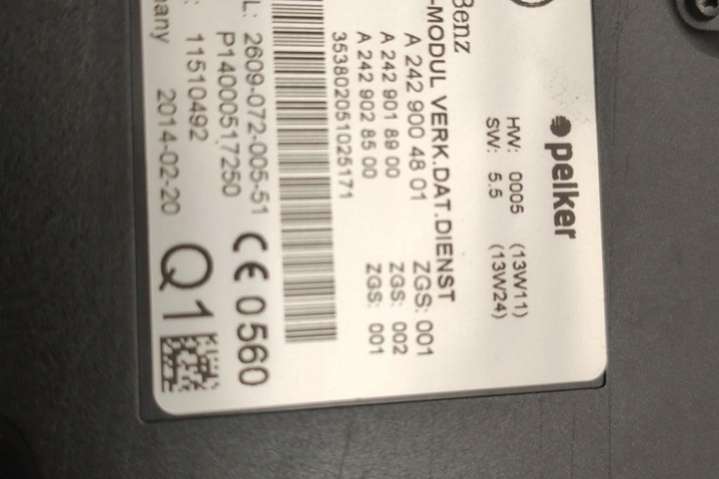 peiker
HW: 0005 (13W11)
SW: 5.5 (13W24)
Benz
-MODUL VERK.DAT.DIENST
A 242 900 48 01 ZGS: 001
A 242 901 89 00 ZGS: 002
A 242 902 85 00 ZGS: 001
353802051025171
L: 2609-072-005-51
P14000517250
: 11510492
any 2014-02-20
CE 0560
Q1